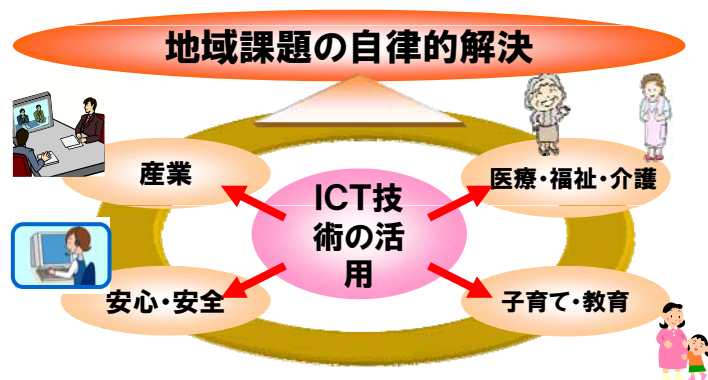 地域課題の自律的解決
産業
医療・福祉・介護
ICT技
術の活
用
安心・安全
子育て・教育